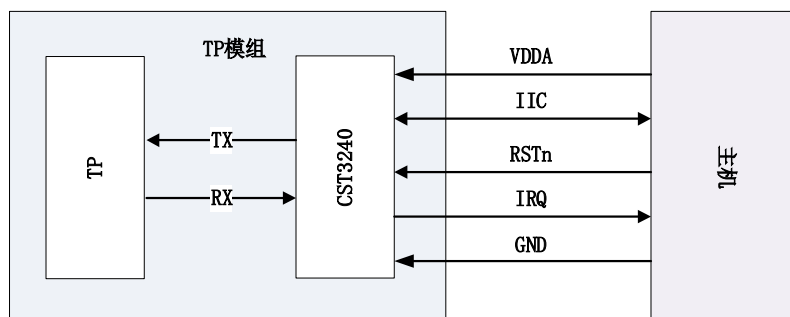 TP模组
TP
TX
RX
CST3240
VDDA
IIC
RSTn
IRQ
GND
主机